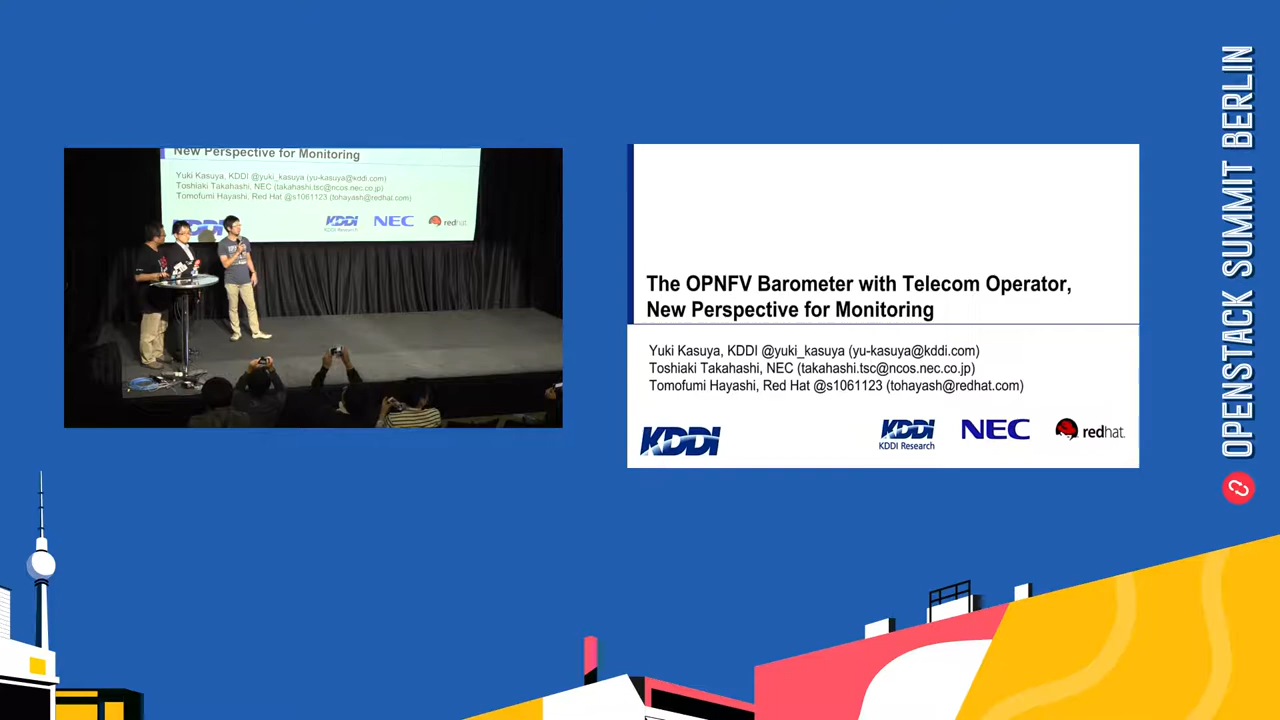 New Perspective for Monitoring
Yuki Kasuya, KDDI @yuki_kasuya (yu-kasuya@kddi.com)
Toshiaki Takahashi, NEC (takahashi.tsc@ncos.nec.co.jp)
Tomofumi Hayashi, Red Hat @s1061123 (tohayash@redhat.com)
KDDI
KDDI
KDDI Research
NEC
redhat.
The OPNFV Barometer with Telecom Operator,
New Perspective for Monitoring
Yuki Kasuya, KDDI @yuki_kasuya (yu-kasuya@kddi.com)
Toshiaki Takahashi, NEC (takahashi.tsc@ncos.nec.co.jp)
Tomofumi Hayashi, Red Hat @s1061123 (tohayash@redhat.com)
KDDI
KDDI
KDDI Research
NEC
redhat.
OPENSTACK SUMMIT BERLIN